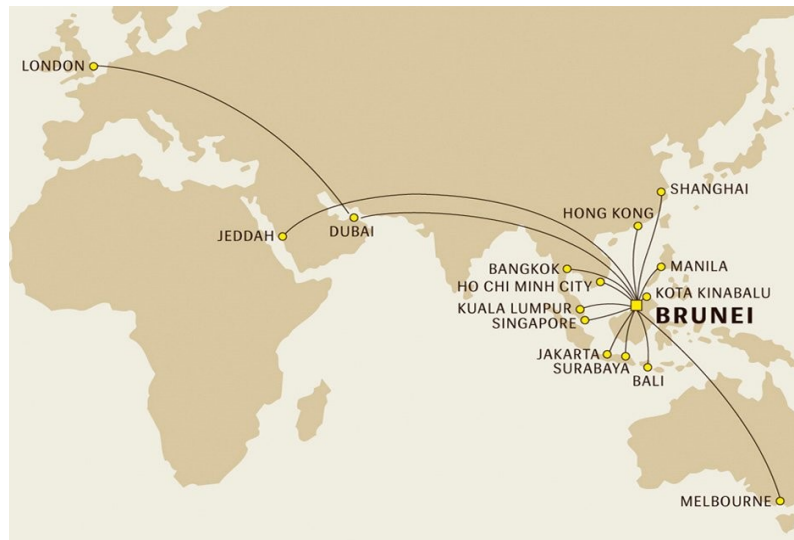 LONDON
SHANGHAI
HONG KONG
JEDDAH
DUBAI
BANGKOK
MANILA
HO CHI MINH CITY
KOTA KINABALU
KUALA LUMPUR
BRUNEI
SINGAPORE
JAKARTA
SURABAYA
BALI
MELBOURNE